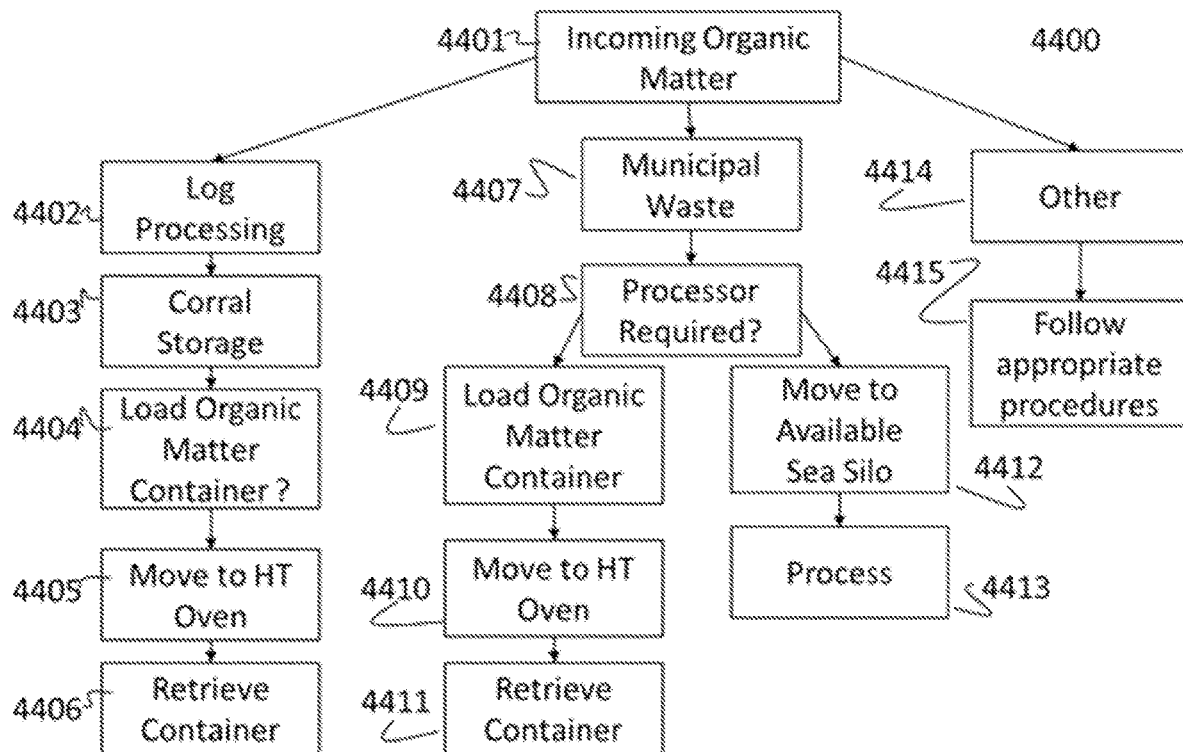 4401
Incoming Organic
Matter
4400
4402
Log
Processing
4407
Municipal
Waste
4414
Other
4403
Corral
Storage
4408
Processor
Required?
4415
Follow
appropriate
procedures
4404
Load Organic
Matter
Container ?
4409
Load Organic
Matter
Container
Move to
Available
Sea Silo
4412
4405
Move to HT
Oven
4410
Move to HT
Oven
Process
4413
4406
Retrieve
Container
4411
Retrieve
Container